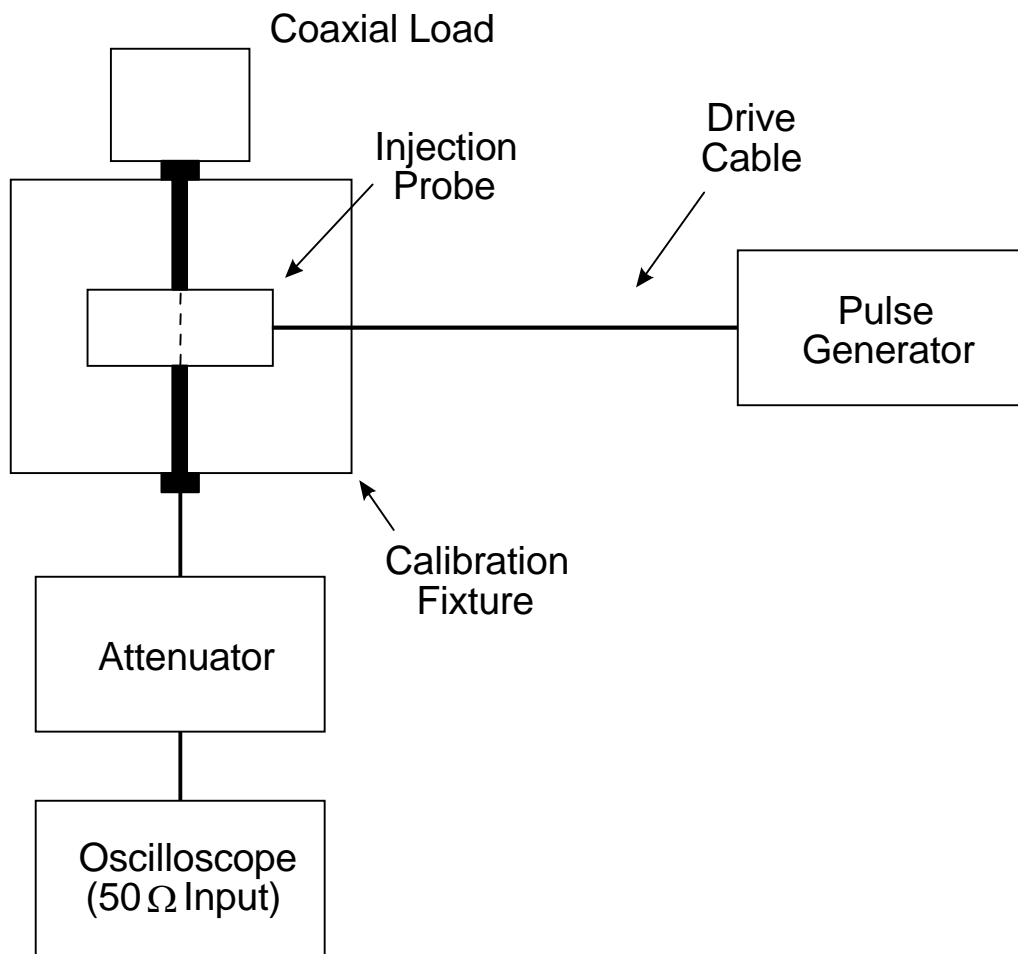 Coaxial Load
Injection
Probe
Drive
Cable
Pulse
Generator
Calibration
Fixture
Attenuator
Oscilloscope
(50 Ω Input)